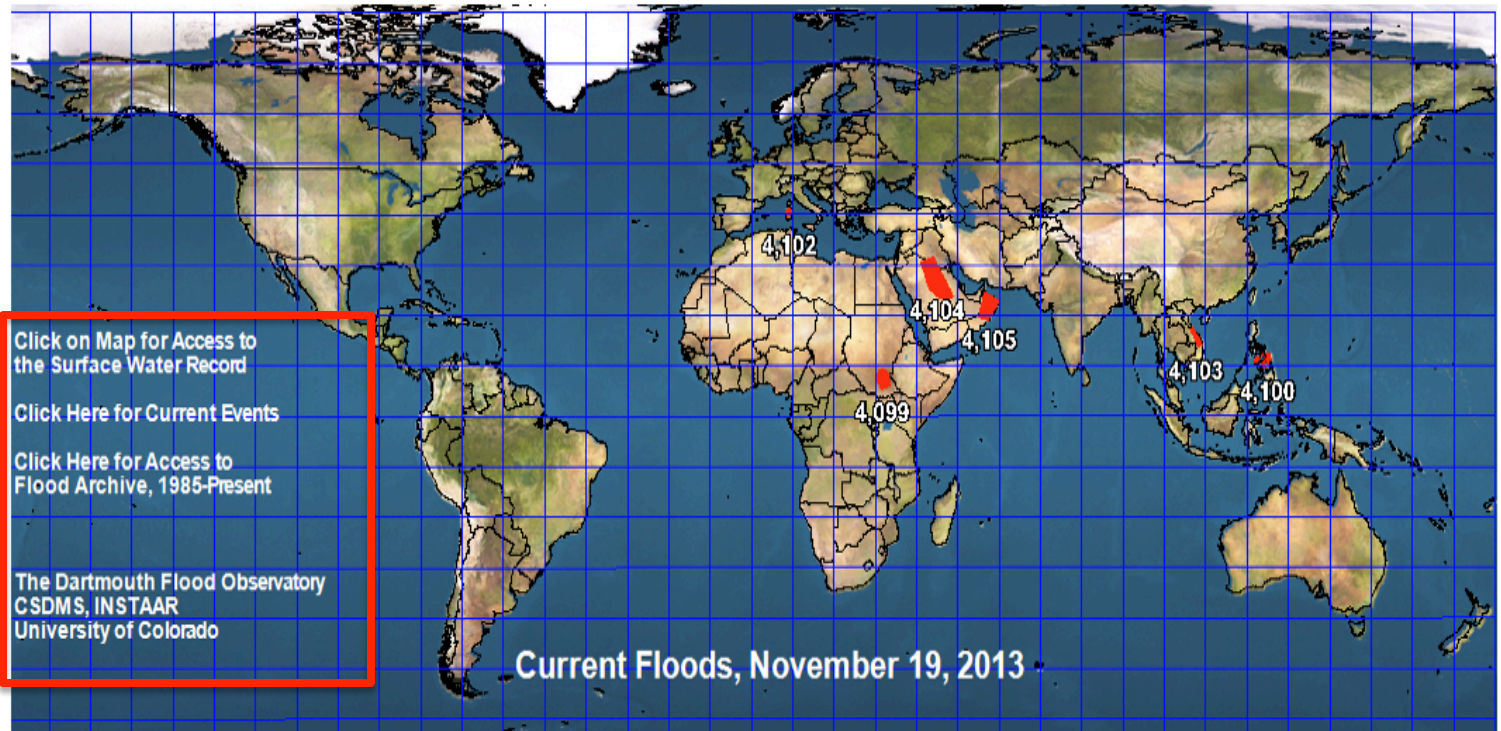 4,102
4,104
4,105
4,103
4,100
4,099
Click on Map for Access to
the Surface Water Record
Click Here for Current Events
Click Here for Access to
Flood Archive, 1985-Present
The Dartmouth Flood Observatory
CSDMS, INSTAAR
University of Colorado
Current Floods, November 19, 2013